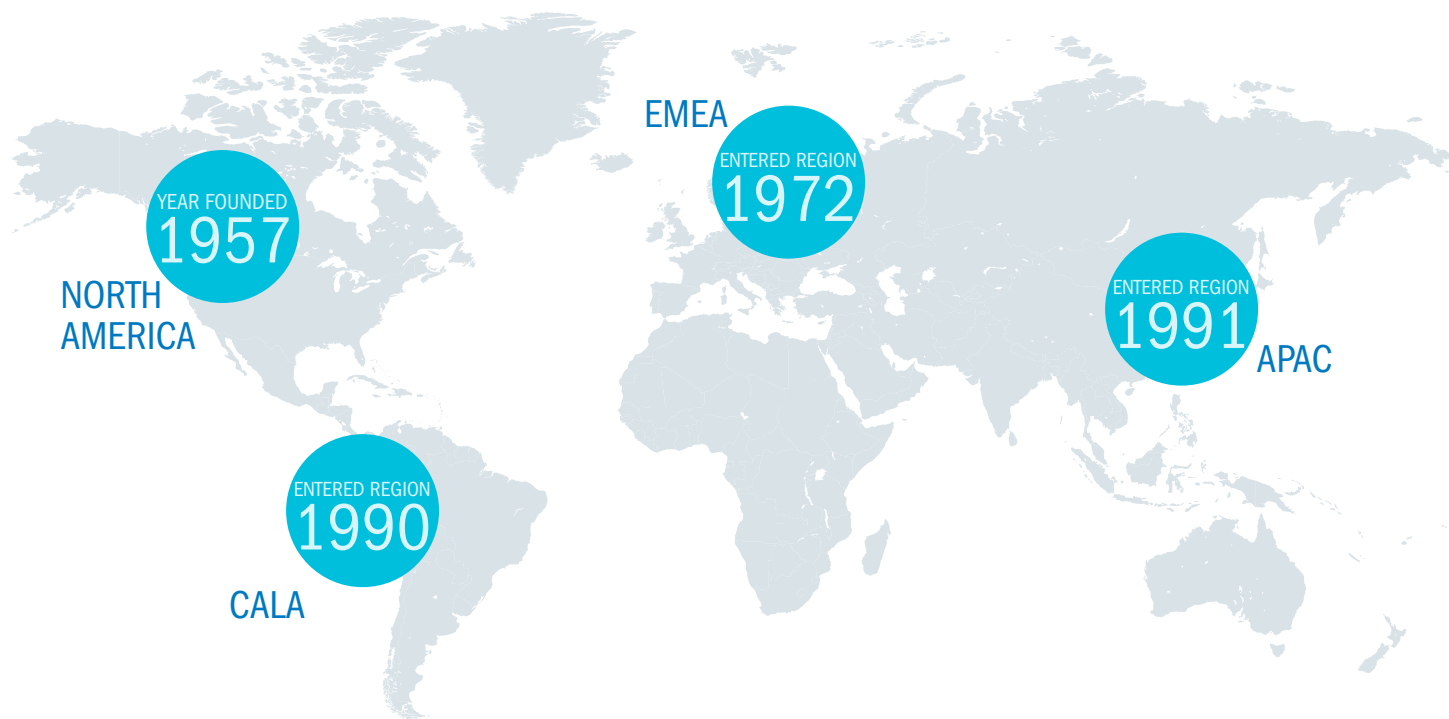 EMEA
ENTERED REGION
1972
YEAR FOUNDED
1957
NORTH
AMERICA
ENTERED REGION
1991
APAC
ENTERED REGION
1990
CALA